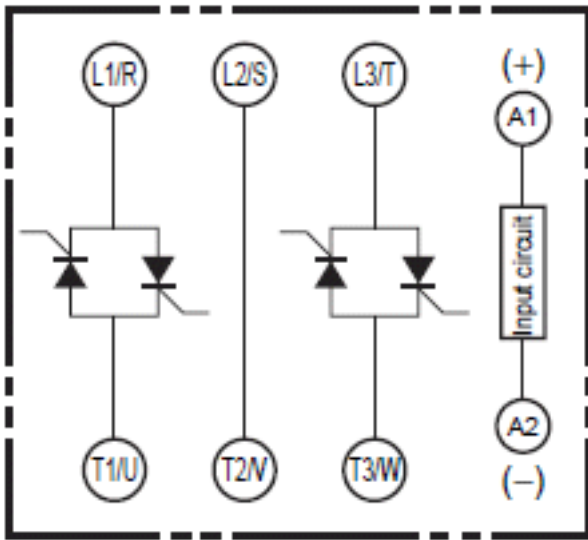 L1/R
L2/S
L3/T
(+)
A1
Input circuit
T1/U
T2/V
T3/W
A2
(−)